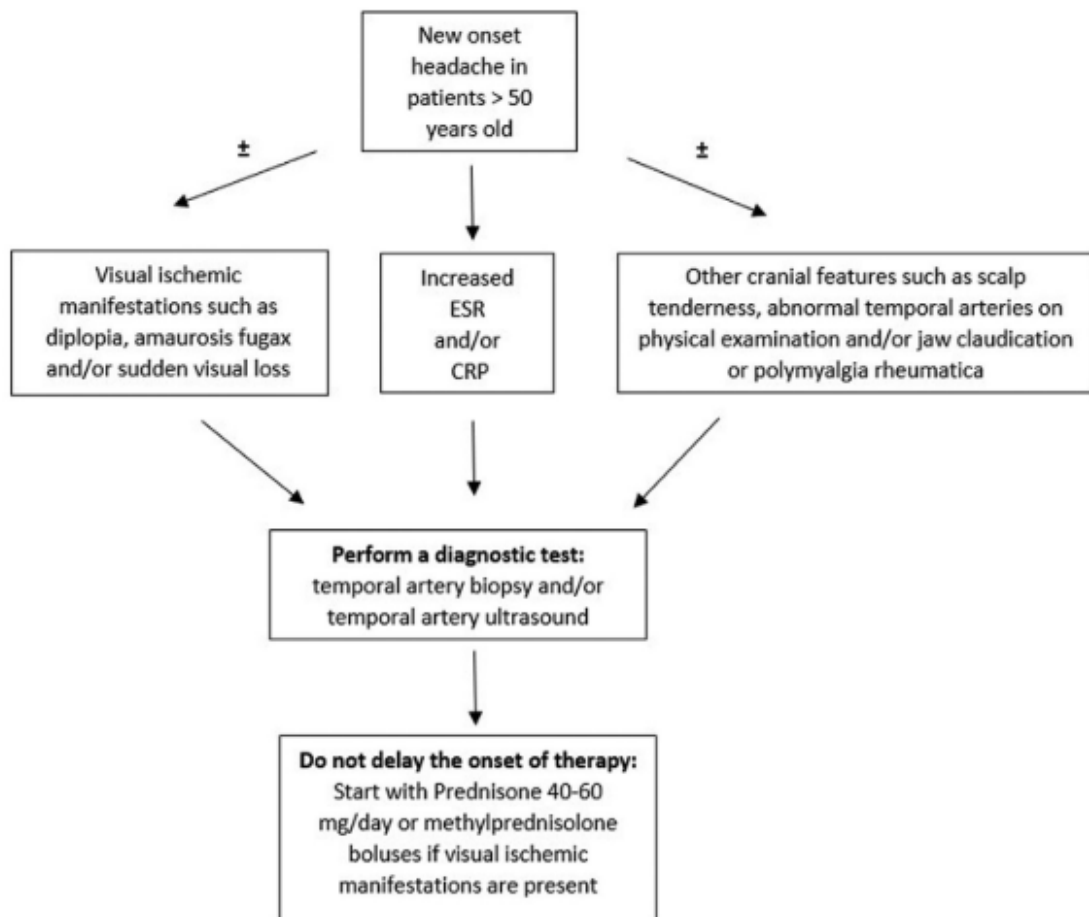 New onset
headache in
patients > 50
years old
±
±
Visual ischemic
manifestations such as
diplopia, amaurosis fugax
and/or sudden visual loss
Increased
ESR
and/or
CRP
Other cranial features such as scalp
tenderness, abnormal temporal arteries on
physical examination and/or jaw claudication
or polymyalgia rheumatica
Perform a diagnostic test:
temporal artery biopsy and/or
temporal artery ultrasound
Do not delay the onset of therapy:
Start with Prednisone 40-60
mg/day or methylprednisolone
boluses if visual ischemic
manifestations are present